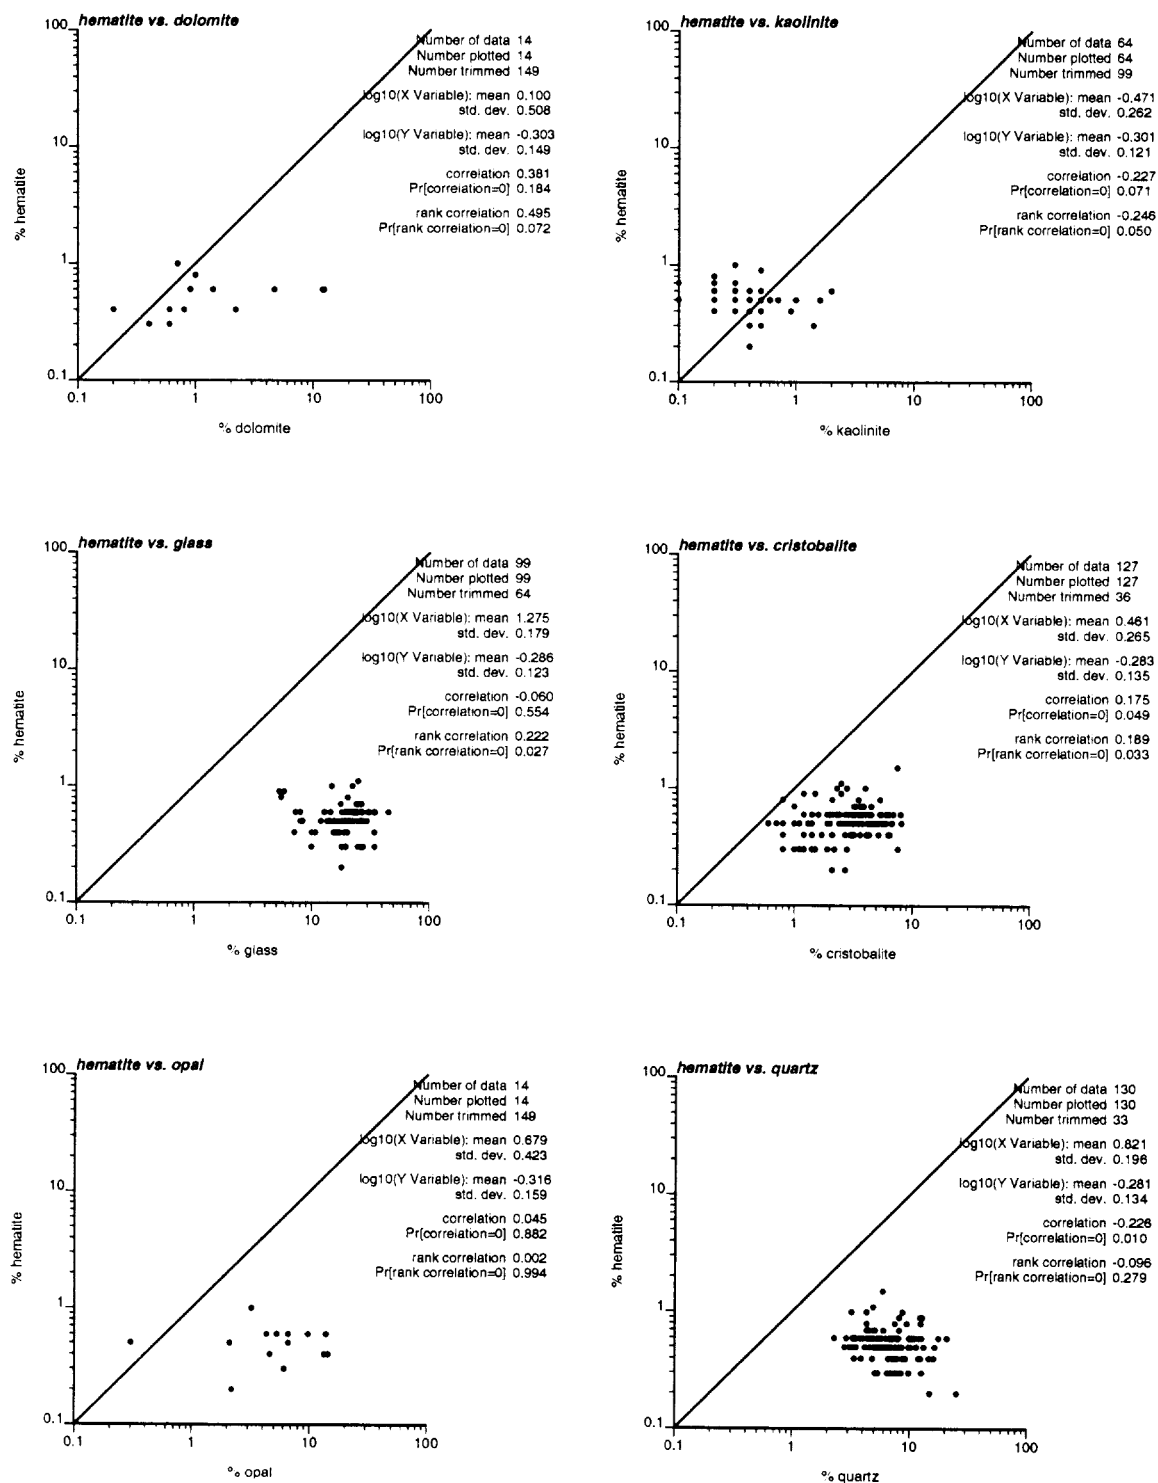 hematite vs. dolomite
100
Number of data 14
Number plotted 14
Number trimmed 149
log10(X Variable): mean 0.100
std. dev. 0.508
log10(Y Variable): mean -0.303
std. dev. 0.149
correlation 0.381
Pr[correlation=0] 0.184
rank correlation 0.495
Pr[rank correlation=0] 0.072
10
1
0.1
% hematite
0.1 1 10 100
% dolomite
hematite vs. kaolinite
100
Number of data 64
Number plotted 64
Number trimmed 99
log10(X Variable): mean -0.471
std. dev. 0.262
log10(Y Variable): mean -0.301
std. dev. 0.121
correlation -0.227
Pr[correlation=0] 0.071
rank correlation -0.246
Pr[rank correlation=0] 0.050
10
1
0.1
% hematite
0.1 1 10 100
% kaolinite
hematite vs. glass
100
Number of data 99
Number plotted 99
Number trimmed 64
log10(X Variable): mean 1.275
std. dev. 0.179
log10(Y Variable): mean -0.286
std. dev. 0.123
correlation -0.060
Pr[correlation=0] 0.554
rank correlation 0.222
Pr[rank correlation=0] 0.027
10
1
0.1
% hematite
0.1 1 10 100
% glass
hematite vs. cristobalite
100
Number of data 127
Number plotted 127
Number trimmed 36
log10(X Variable): mean 0.461
std. dev. 0.265
log10(Y Variable): mean -0.283
std. dev. 0.135
correlation 0.175
Pr[correlation=0] 0.049
rank correlation 0.189
Pr[rank correlation=0] 0.033
10
1
0.1
% hematite
0.1 1 10 100
% cristobalite
hematite vs. opal
100
Number of data 14
Number plotted 14
Number trimmed 149
log10(X Variable): mean 0.679
std. dev. 0.423
log10(Y Variable): mean -0.316
std. dev. 0.159
correlation 0.045
Pr[correlation=0] 0.882
rank correlation 0.002
Pr[rank correlation=0] 0.994
10
1
0.1
% hematite
0.1 1 10 100
% opal
hematite vs. quartz
100
Number of data 130
Number plotted 130
Number trimmed 33
log10(X Variable): mean 0.821
std. dev. 0.196
log10(Y Variable): mean -0.281
std. dev. 0.134
correlation -0.226
Pr[correlation=0] 0.010
rank correlation -0.096
Pr[rank correlation=0] 0.279
10
1
0.1
% hematite
0.1 1 10 100
% quartz